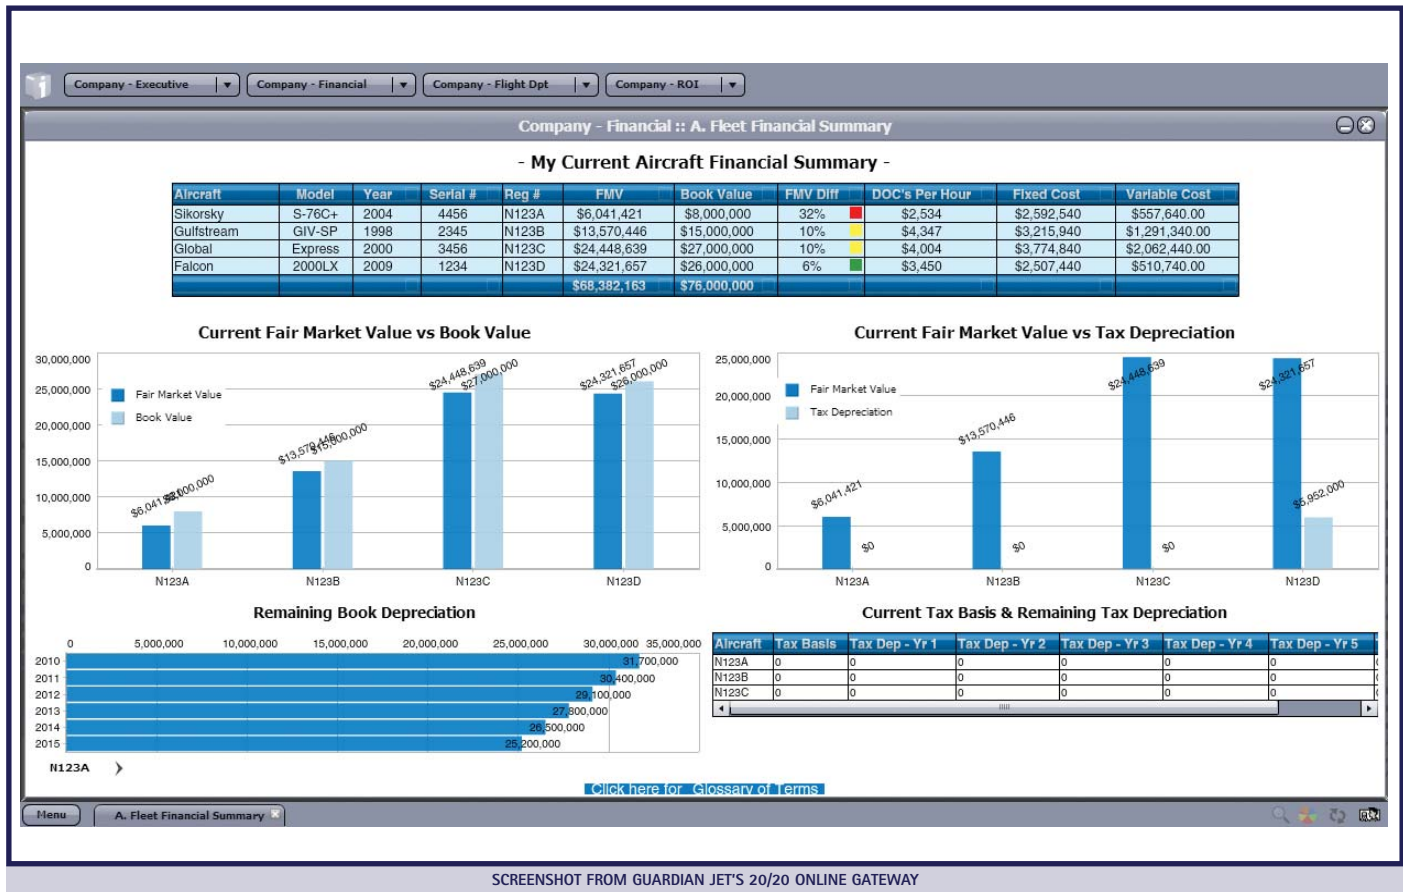 Company - Executive Company - Financial Company - Flight Dpt Company - ROI
Company - Financial :: A. Fleet Financial Summary
- My Current Aircraft Financial Summary -
Aircraft Model Year Serial # Reg # FMV Book Value FMV Diff DOC's Per Hour Fixed Cost Variable Cost
Sikorsky S-76C+ 2004 4456 N123A $6,041,421 $8,000,000 32% $2,534 $2,592,540 $557,640.00
Gulfstream GIV-SP 1998 2345 N123B $13,570,446 $15,000,000 10% $4,347 $3,215,940 $1,291,340.00
Global Express 2000 3456 N123C $24,448,639 $27,000,000 10% $4,004 $3,774,840 $2,062,440.00
Falcon 2000LX 2009 1234 N123D $24,321,657 $26,000,000 6% $3,450 $2,507,440 $510,740.00
$68,382,163 $76,000,000
Current Fair Market Value vs Book Value
30,000,000
25,000,000
20,000,000
15,000,000
10,000,000
5,000,000
0
Fair Market Value
Book Value
$6,041,421 $8,000,000
$13,570,446 $15,000,000
$24,448,639 $27,000,000
$24,321,657 $26,000,000
N123A N123B N123C N123D
Current Fair Market Value vs Tax Depreciation
25,000,000
20,000,000
15,000,000
10,000,000
5,000,000
0
Fair Market Value
Tax Depreciation
$6,041,421 $0
$13,570,446 $0
$24,448,639 $0
$24,321,657 $5,952,000
N123A N123B N123C N123D
Remaining Book Depreciation
0 5,0000,000 10,000,000 15,000,000 20,000,000 25,000,000 30,000,000 35,000,000
2010 31,700,000
2011 30,400,000
2012 29,100,000
2013 27,800,000
2014 26,500,000
2015 25,200,000
N123A
Current Tax Basis & Remaining Tax Depreciation
Aircraft Tax Basis Tax Dep - Yr 1 Tax Dep - Yr 2 Tax Dep - Yr 3 Tax Dep - Yr 4 Tax Dep - Yr 5
N123A 0 0 0 0 0 0
N123B 0 0 0 0 0 0
N123C 0 0 0 0 0 0
Click here for Glossary of Terms
Menu A. Fleet Financial Summary
SCREENSHOT FROM GUARDIAN JET'S 20/20 ONLINE GATEWAY